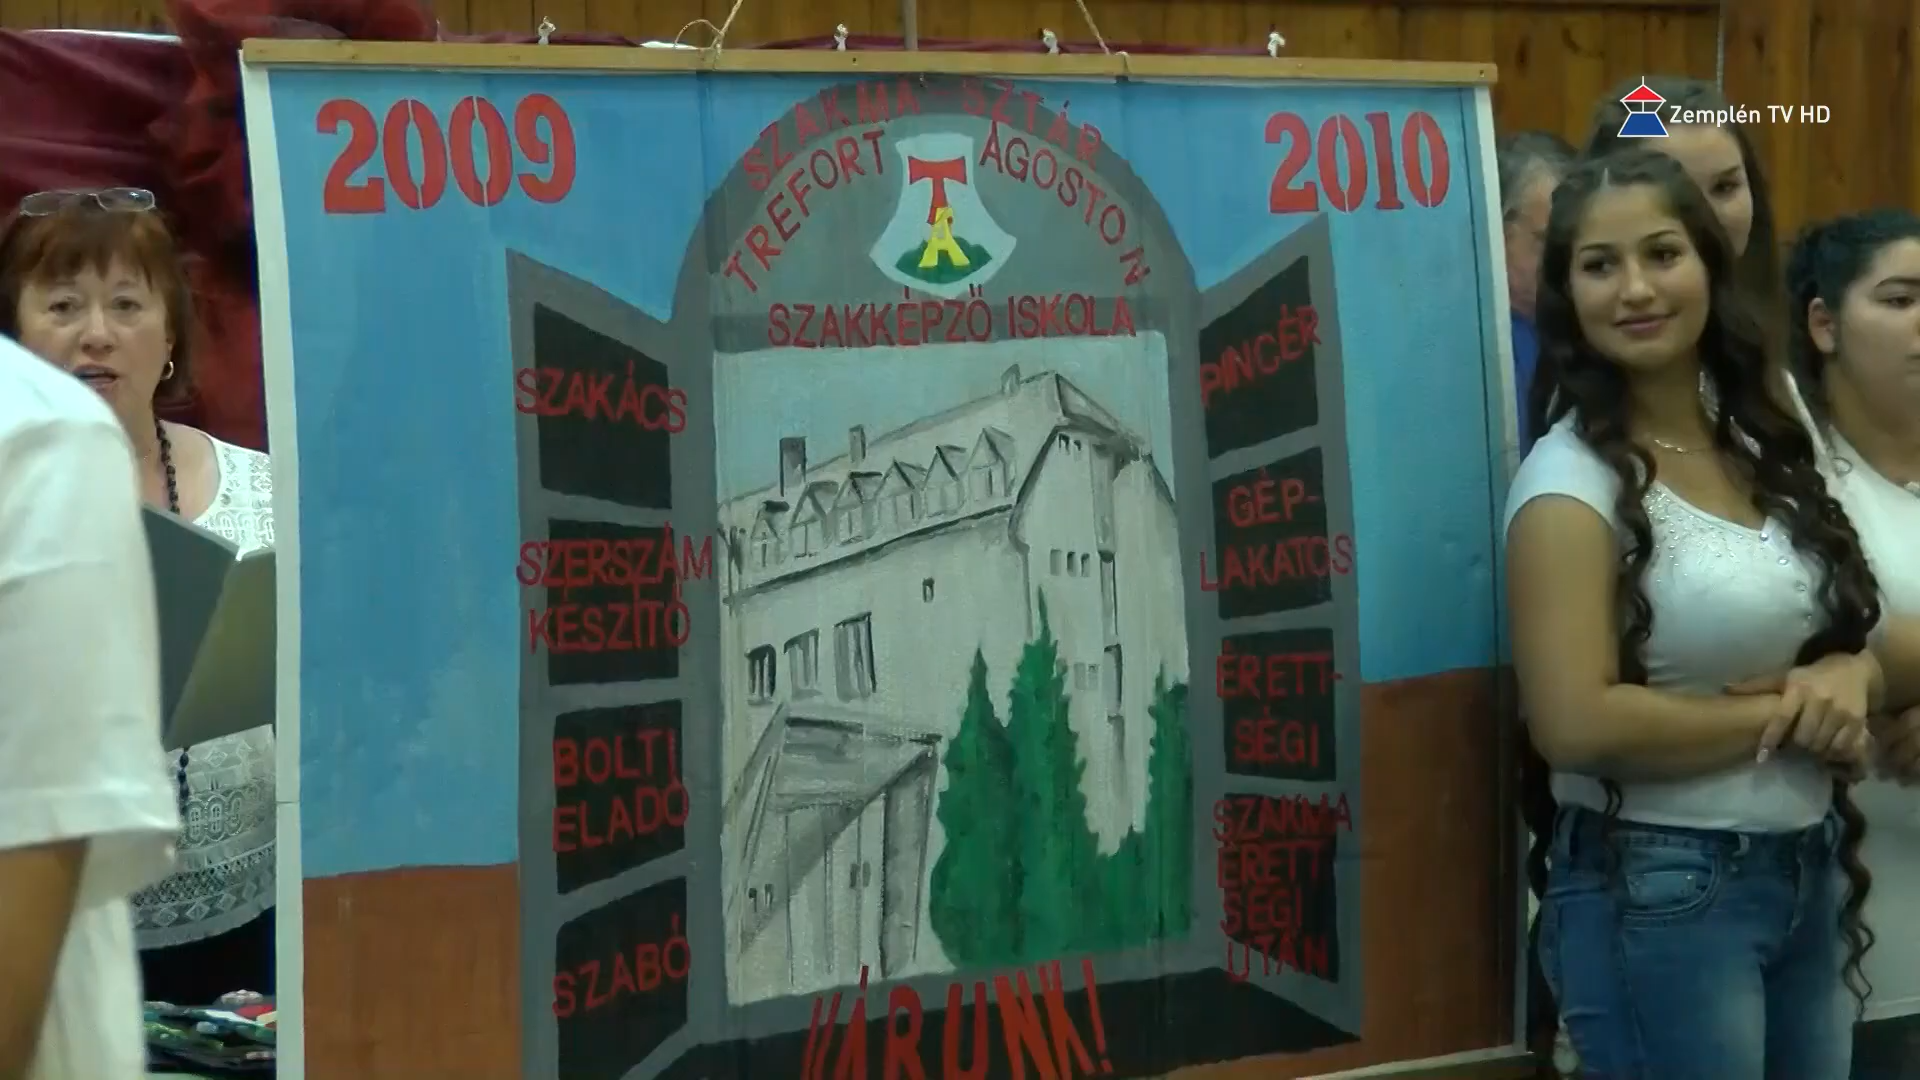 Zemplén TV HD
2009
2010
SZAKMA-SZTÁR
TREFORT ÁGOSTON
TÁ
SZAKKÉPZŐ ISKOLA
SZAKÁCS
SZERSZÁM
KÉSZÍTŐ
BOLTI
ELADÓ
SZABÓ
PINCÉR
GÉP-
LAKATOS
ÉRETT-
SÉGI
SZAKMA
ÉRETT
SÉGI
UTÁN
VÁRUNK!